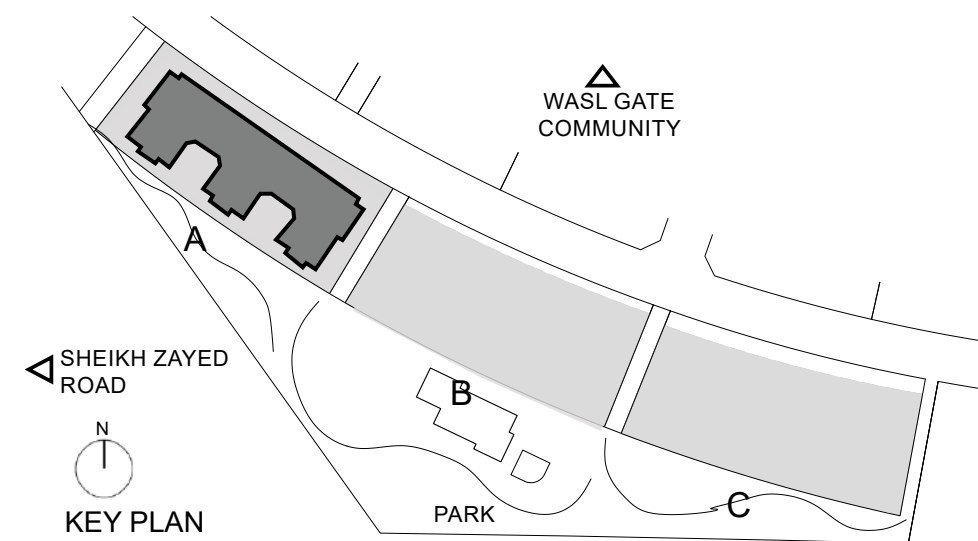 WASL GATE
COMMUNITY
A
SHEIKH ZAYED
ROAD
B
N
C
PARK
KEY PLAN